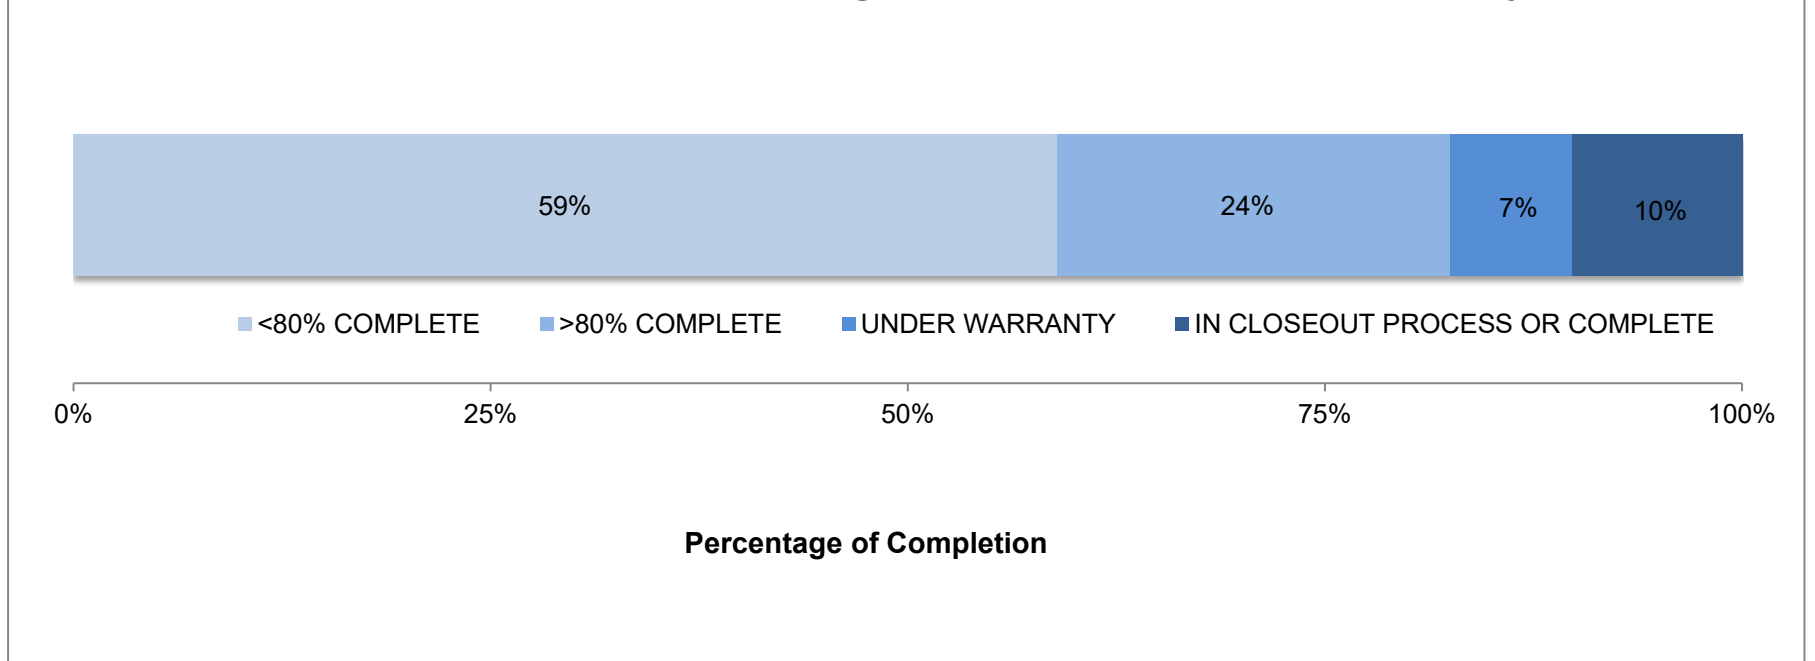 59% 24% 7% 10%
<80% COMPLETE >80% COMPLETE UNDER WARRANTY IN CLOSEOUT PROCESS OR COMPLETE
0% 25% 50% 75% 100%
Percentage of Completion